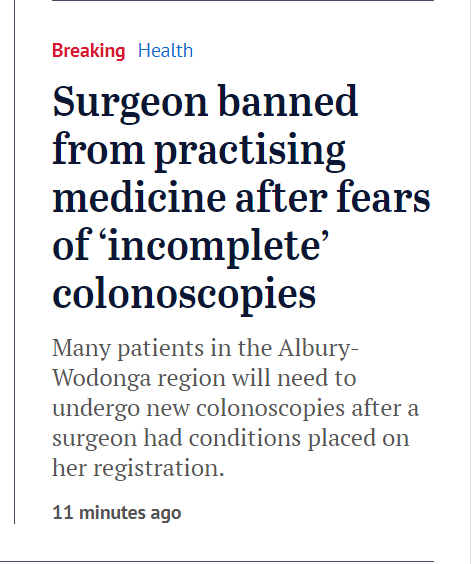 Breaking Health
Surgeon banned
from practising
medicine after fears
of ‘incomplete’
colonoscopies
Many patients in the Albury-
Wodonga region will need to
undergo new colonoscopies after a
surgeon had conditions placed on
her registration.
11 minutes ago